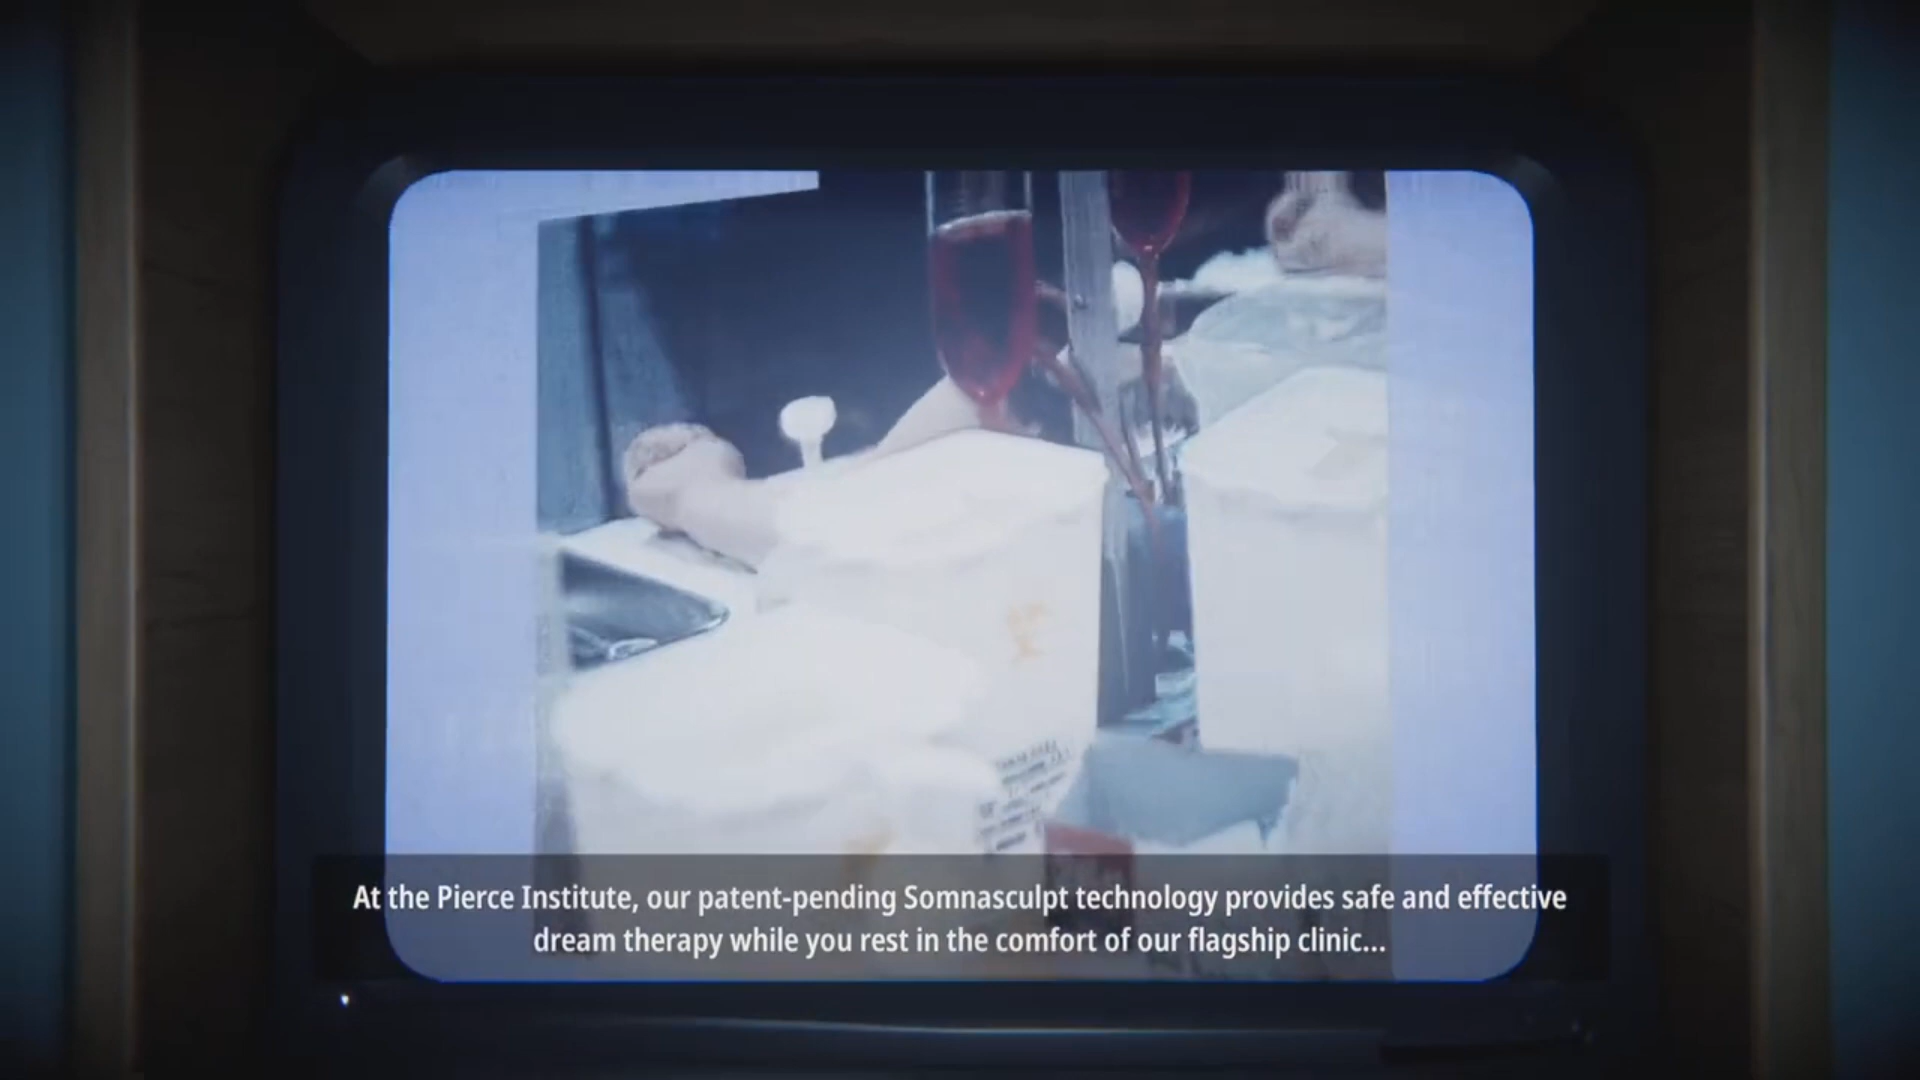 At the Pierce Institute, our patent-pending Somnasculpt technology provides safe and effective
dream therapy while you rest in the comfort of our flagship clinic...